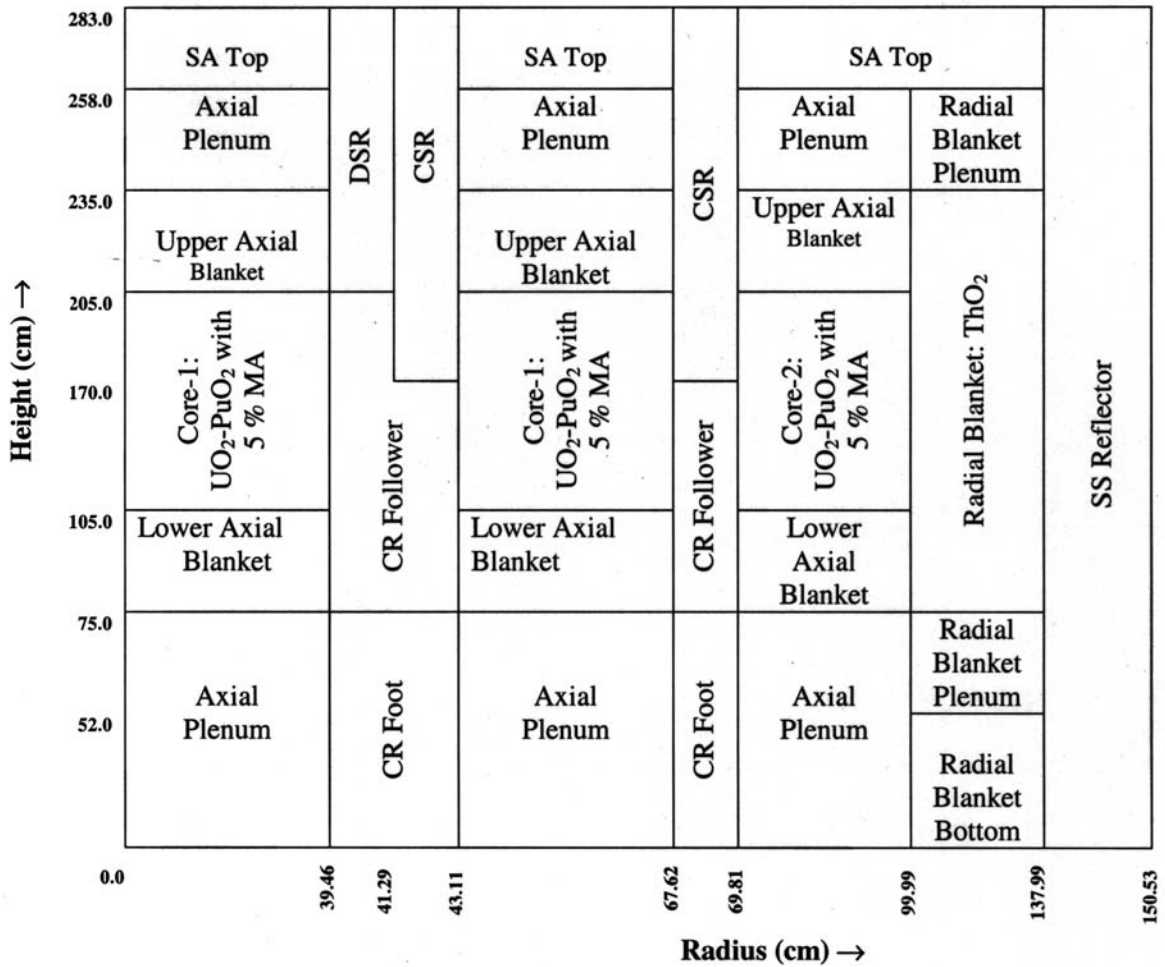 283.0
SA Top
SA Top
SA Top
258.0
Axial
Plenum
DSR
CSR
Axial
Plenum
CSR
Axial
Plenum
Radial
Blanket
Plenum
235.0
Upper Axial
Blanket
Upper Axial
Blanket
Upper Axial
Blanket
205.0
Core-1:
UO₂-PuO₂ with
5 % MA
Core-1:
UO₂-PuO₂ with
5 % MA
Core-2:
UO₂-PuO₂ with
5 % MA
Radial Blanket: ThO₂
SS Reflector
Height (cm) →
170.0
CR Follower
CR Follower
105.0
Lower Axial
Blanket
Lower Axial
Blanket
Lower
Axial
Blanket
75.0
Axial
Plenum
CR Foot
Axial
Plenum
CR Foot
Axial
Plenum
Radial
Blanket
Plenum
52.0
Radial
Blanket
Bottom
0.0
39.46
41.29
43.11
67.62
69.81
99.99
137.99
150.53
Radius (cm) →